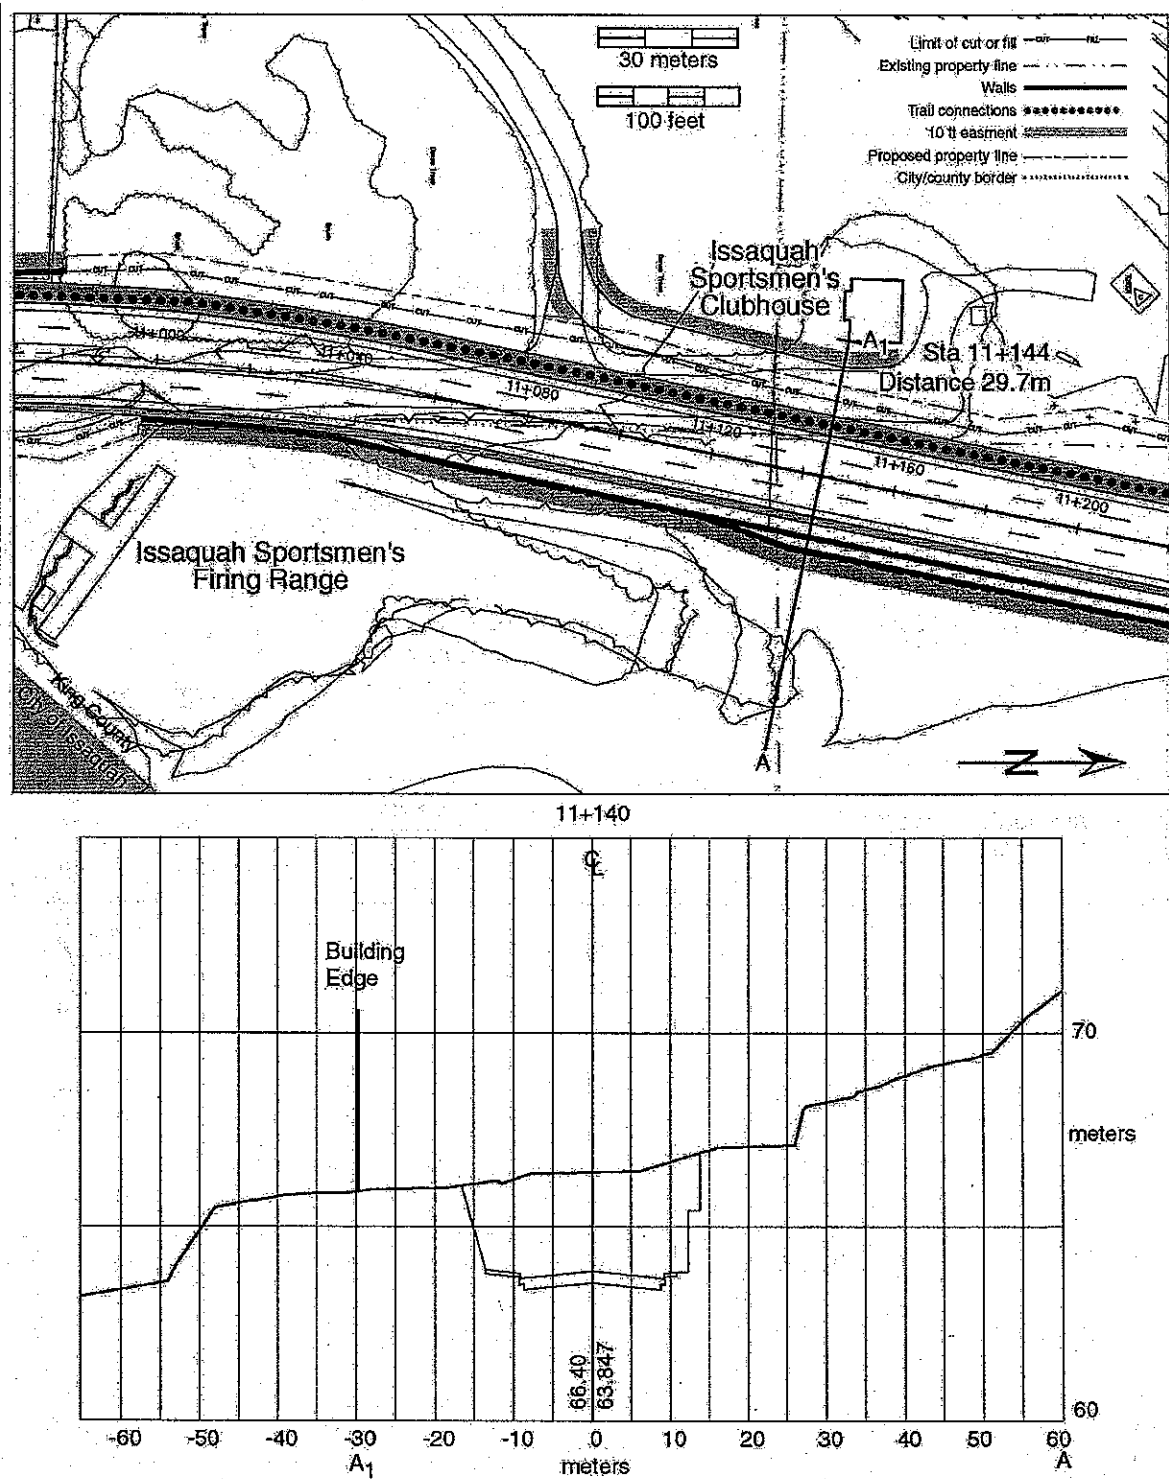 30 meters
100 feet
Limit of cut or fill
Existing property line
Walls
Trail connections
10 ft easment
Proposed property line
City/county border
Issaquah
Sportsmen's
Clubhouse
A1
Sta 11+144
Distance 29.7m
11+000
11+040
11+080
11+120
11+160
11+200
Issaquah Sportsmen's
Firing Range
King County
City of Issaquah
A
N
11+140
CL
Building
Edge
70
meters
66.40
63.847
60
-60 -50 -40 -30 -20 -10 0 10 20 30 40 50 60
A1 meters A